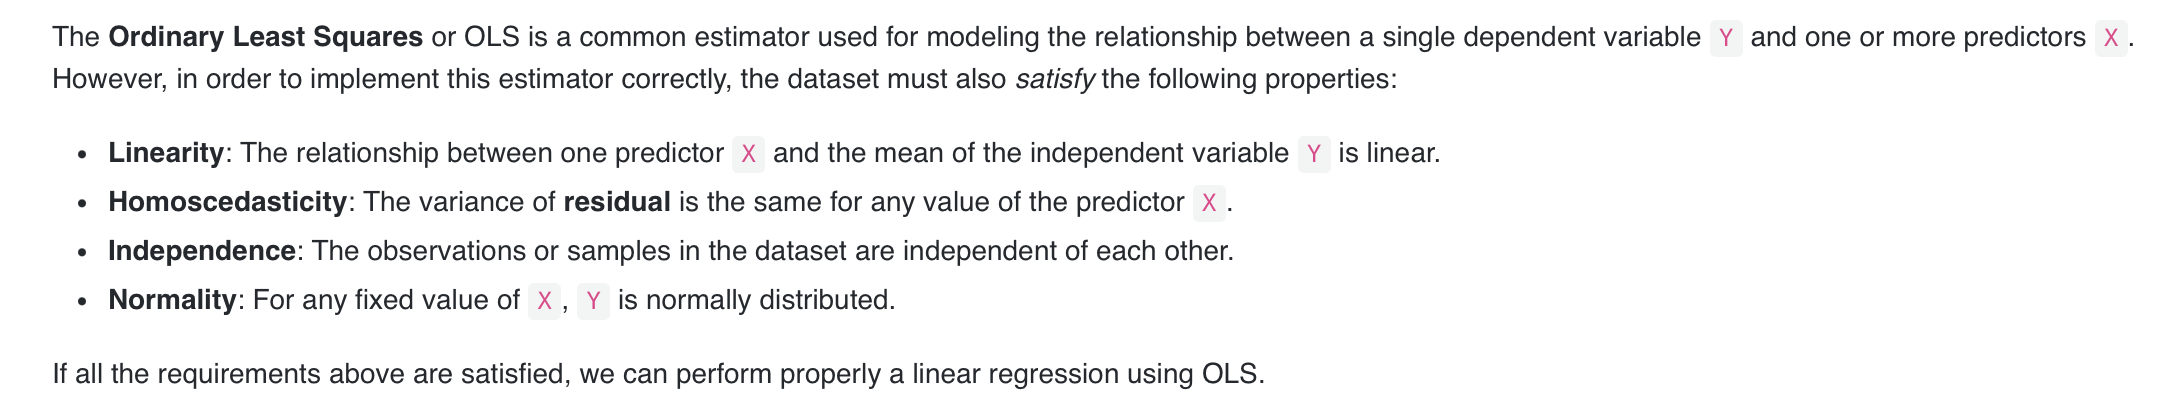 The Ordinary Least Squares or OLS is a common estimator used for modeling the relationship between a single dependent variable Y and one or more predictors X .
However, in order to implement this estimator correctly, the dataset must also satisfy the following properties:
• Linearity: The relationship between one predictor X and the mean of the independent variable Y is linear.
• Homoscedasticity: The variance of residual is the same for any value of the predictor X .
• Independence: The observations or samples in the dataset are independent of each other.
• Normality: For any fixed value of X , Y is normally distributed.
If all the requirements above are satisfied, we can perform properly a linear regression using OLS.